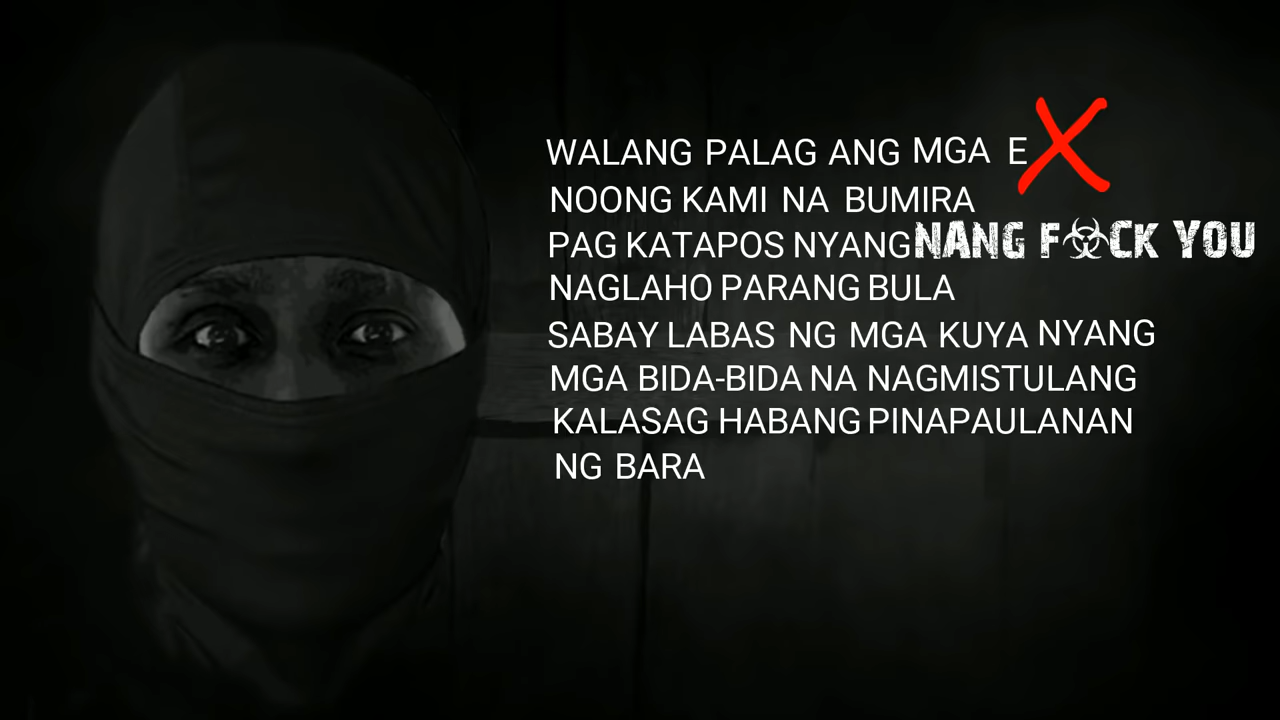 WALANG PALAG ANG MGA EX
NOONG KAMI NA BUMIRA
PAG KATAPOS NYANG NANG F☣CK YOU
NAGLAHO PARANG BULA
SABAY LABAS NG MGA KUYA NYANG
MGA BIDA-BIDA NA NAGMISTULANG
KALASAG HABANG PINAPAULANAN
NG BARA